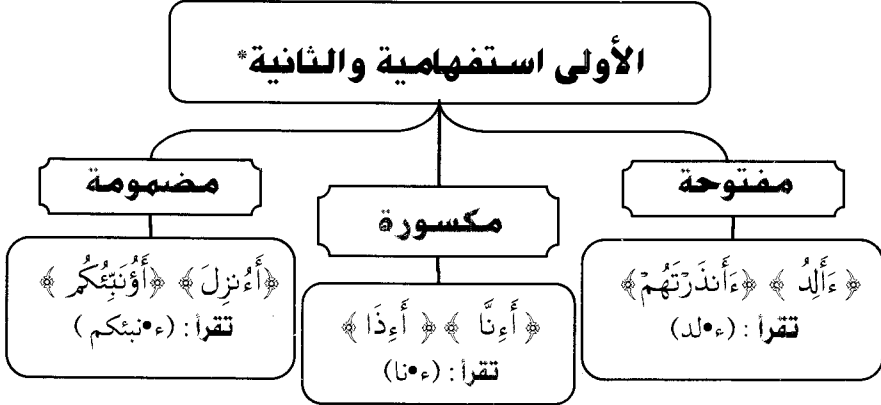 الأولى استفهامية والثانية*
مفتوحة
﴿ ءَأَلِدُ ﴾ ﴿ءَأَنذَرْتَهُمْ﴾
تقرأ : (ء•لد)
مكسورة
﴿ أَءِنَّا ﴾ ﴿ أَءِذَا ﴾
تقرأ : (ء•نا)
مضمومة
﴿أَءُنزِلَ﴾ ﴿أَؤُنَبِّئُكُم﴾
تقرأ : (ء•نبئكم)